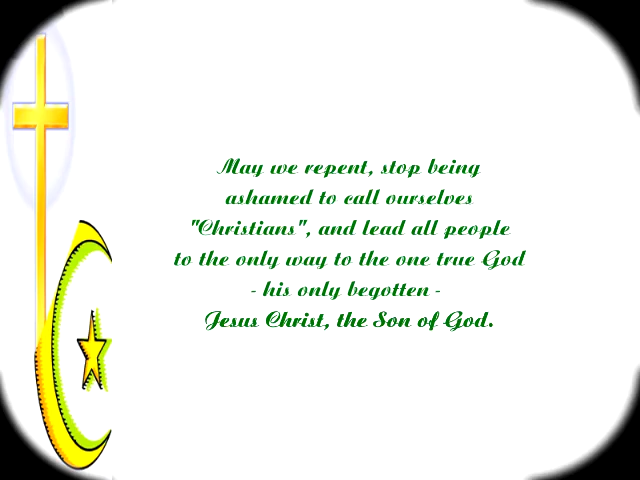 May we repent, stop being
ashamed to call ourselves
"Christians", and lead all people
to the only way to the one true God
- his only begotten -
Jesus Christ, the Son of God.